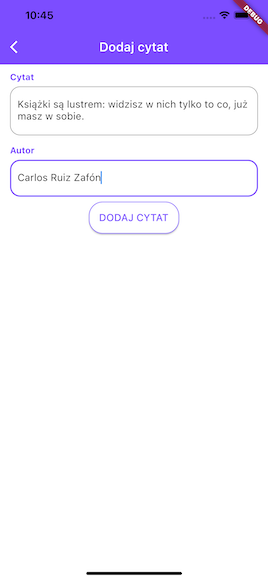 10:45
DEBUG
Dodaj cytat
Cytat
Książki są lustrem: widzisz w nich tylko to co, już
masz w sobie.
Autor
Carlos Ruiz Zafón
DODAJ CYTAT